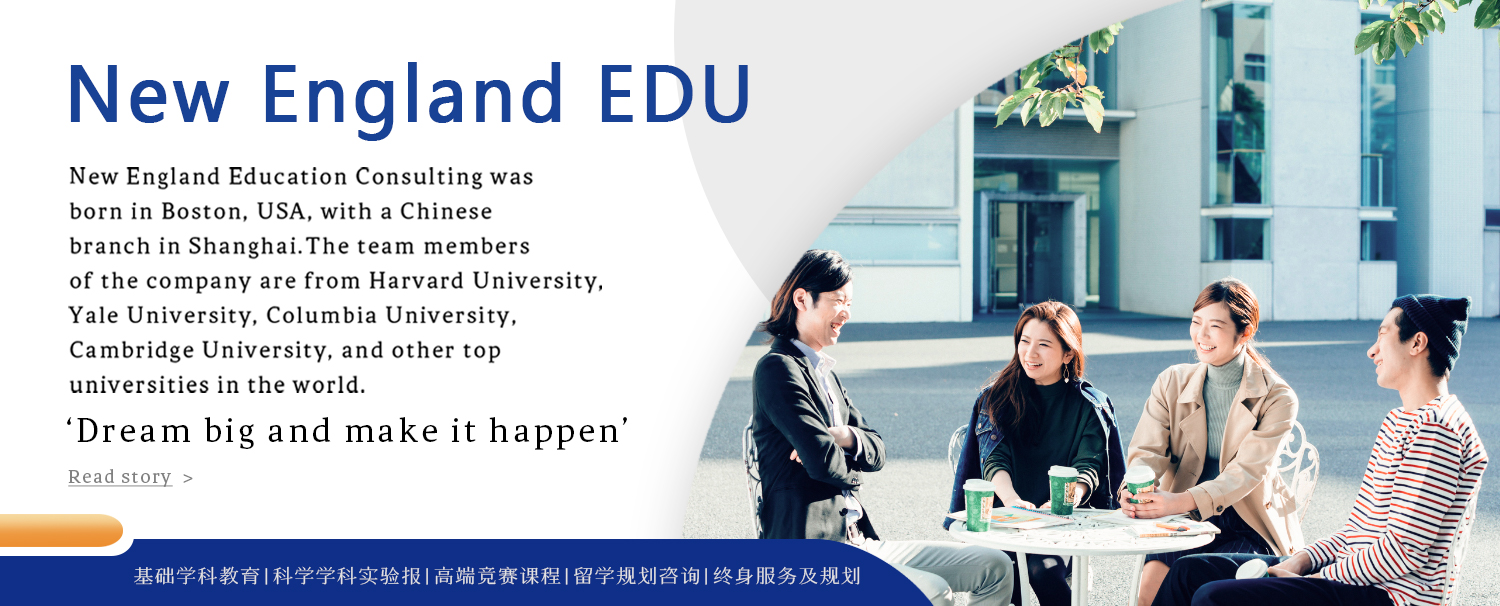 New England EDU
New England Education Consulting was
born in Boston, USA, with a Chinese
branch in Shanghai.The team members
of the company are from Harvard University,
Yale University, Columbia University,
Cambridge University, and other top
universities in the world.
‘Dream big and make it happen’
Read story >
基础学科教育|科学学科实验报|高端竞赛课程|留学规划咨询|终身服务及规划